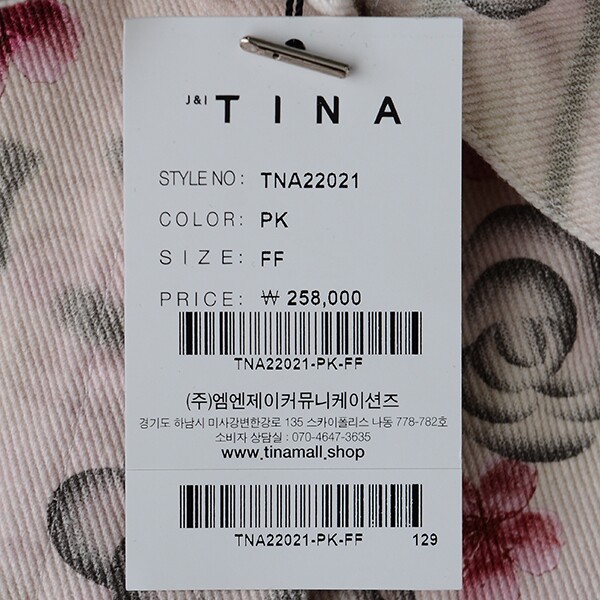 J&I TINA
STYLE NO : TNA22021
COLOR: PK
SIZE: FF
PRICE: ₩ 258,000
TNA22021-PK-FF
(주)엠엔제이커뮤니케이션즈
경기도 하남시 미사강변한강로 135 스카이폴리스 나동 778-782호
소비자 상담실 : 070-4647-3635
www.tinamall.shop
TNA22021-PK-FF 129